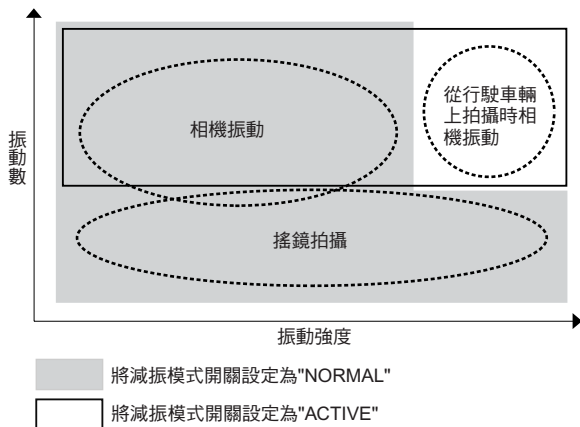 振動數
相機振動
從行駛車輛
上拍攝時相
機振動
搖鏡拍攝
振動強度
將減振模式開關設定為"NORMAL"
將減振模式開關設定為"ACTIVE"